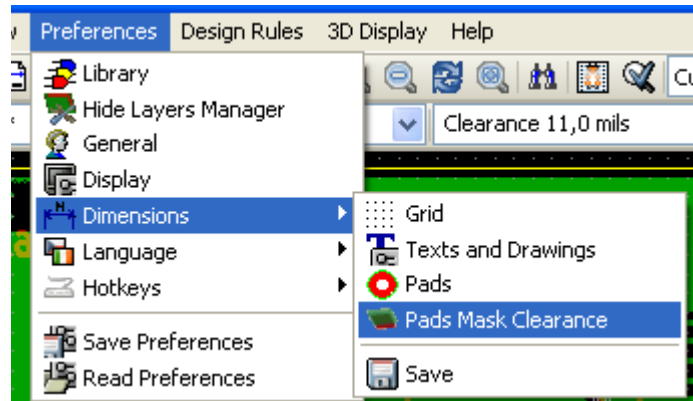 Preferences Design Rules 3D Display Help
Library
Hide Layers Manager
General
Clearance 11,0 mils
Display
Dimensions
Grid
Language
Texts and Drawings
Hotkeys
Pads
Pads Mask Clearance
Save Preferences
Read Preferences
Save